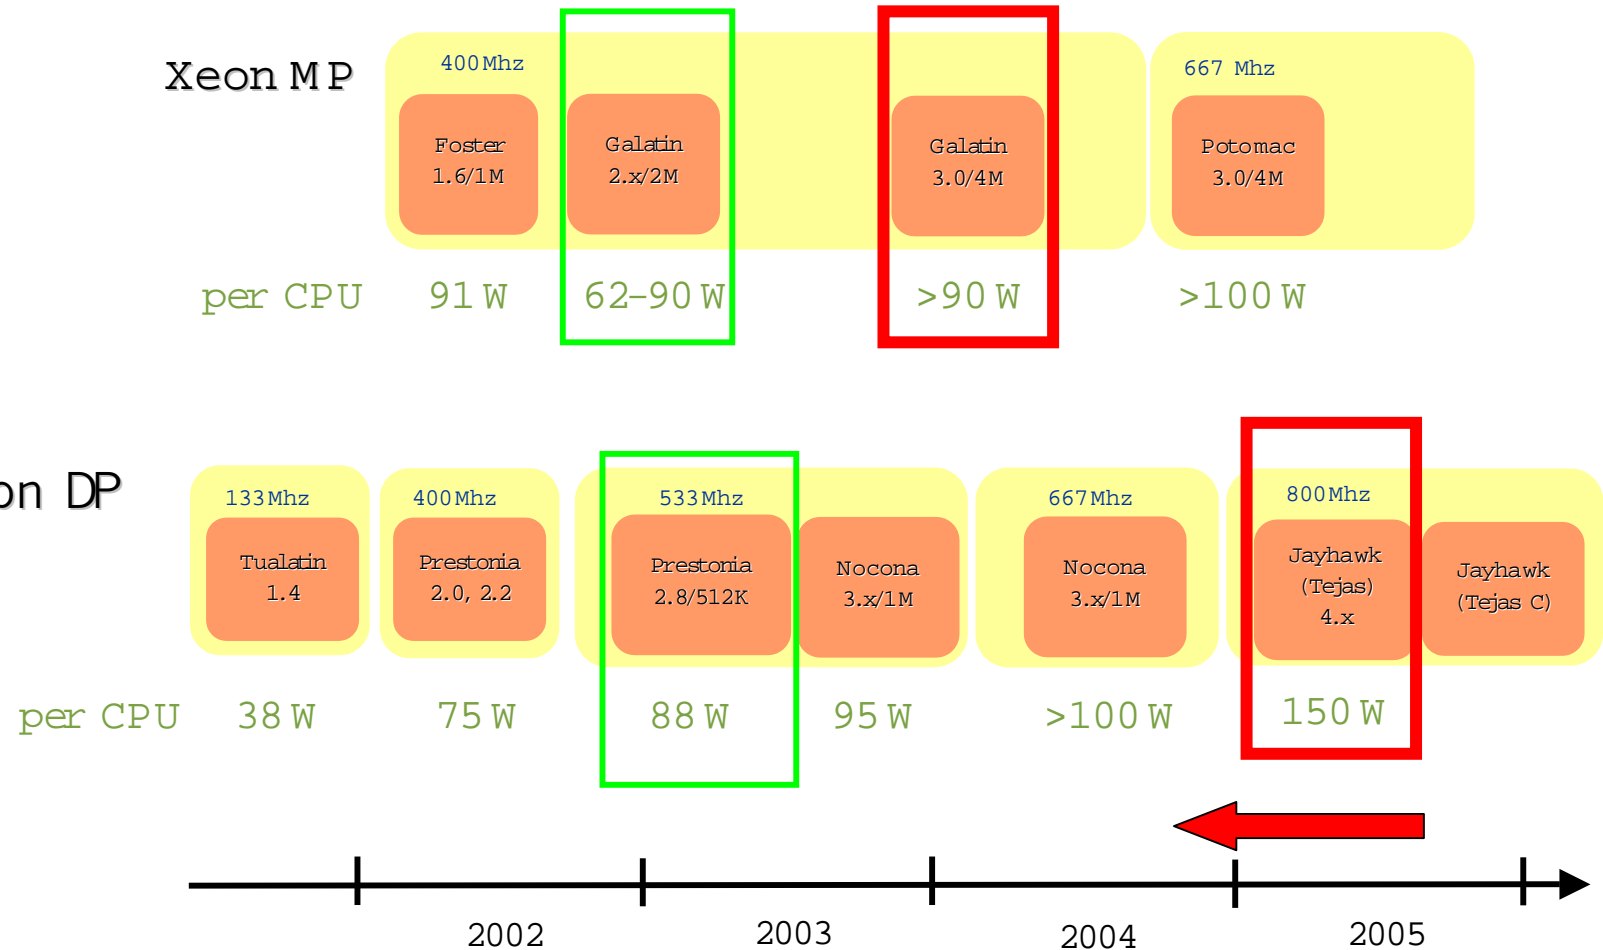 400Mhz
667 Mhz
Xeon MP
Foster
1.6/1M
Galatin
2.x/2M
Galatin
3.0/4M
Potomac
3.0/4M
per CPU
91 W
62-90 W
>90 W
>100 W
on DP
133Mhz
400Mhz
533Mhz
667Mhz
800Mhz
Tualatin
1.4
Prestonia
2.0, 2.2
Prestonia
2.8/512K
Nocona
3.x/1M
Nocona
3.x/1M
Jayhawk
(Tejas)
4.x
Jayhawk
(Tejas C)
per CPU
38 W
75 W
88 W
95 W
>100 W
150 W
2002
2003
2004
2005